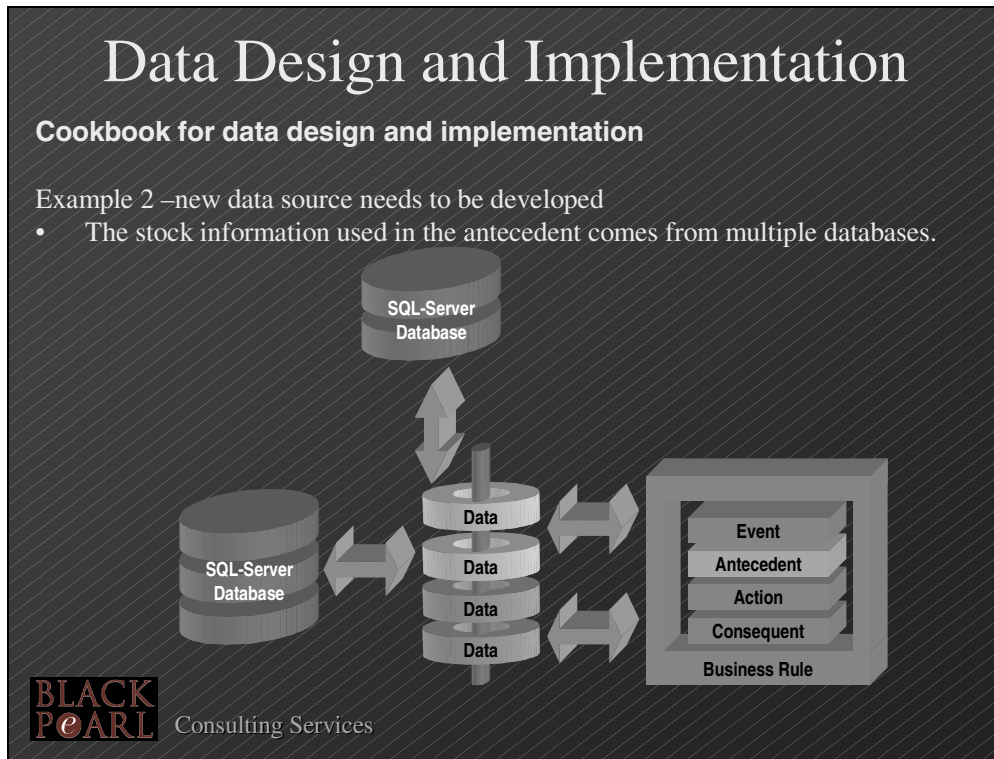 Data Design and Implementation
Cookbook for data design and implementation
Example 2 –new data source needs to be developed
• The stock information used in the antecedent comes from multiple databases.
SQL-Server
Database
SQL-Server
Database
Data
Data
Data
Data
Event
Antecedent
Action
Consequent
Business Rule
BLACK
PeARL
Consulting Services